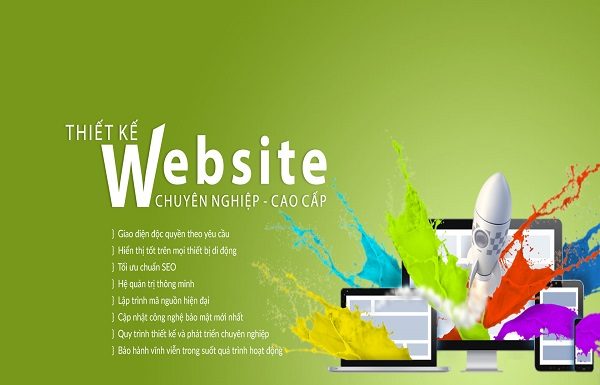 THIẾT KẾ
Website
CHUYÊN NGHIỆP - CAO CẤP
} Giao diện độc quyền theo yêu cầu
} Hiển thị tốt trên mọi thiết bị di động
} Tối ưu chuẩn SEO
} Hệ quản trị thông minh
} Lập trình mã nguồn hiện đại
} Cập nhật công nghệ bảo mật mới nhất
} Quy trình thiết kế và phát triển chuyên nghiệp
} Bảo hành vĩnh viễn trong suốt quá trình hoạt động